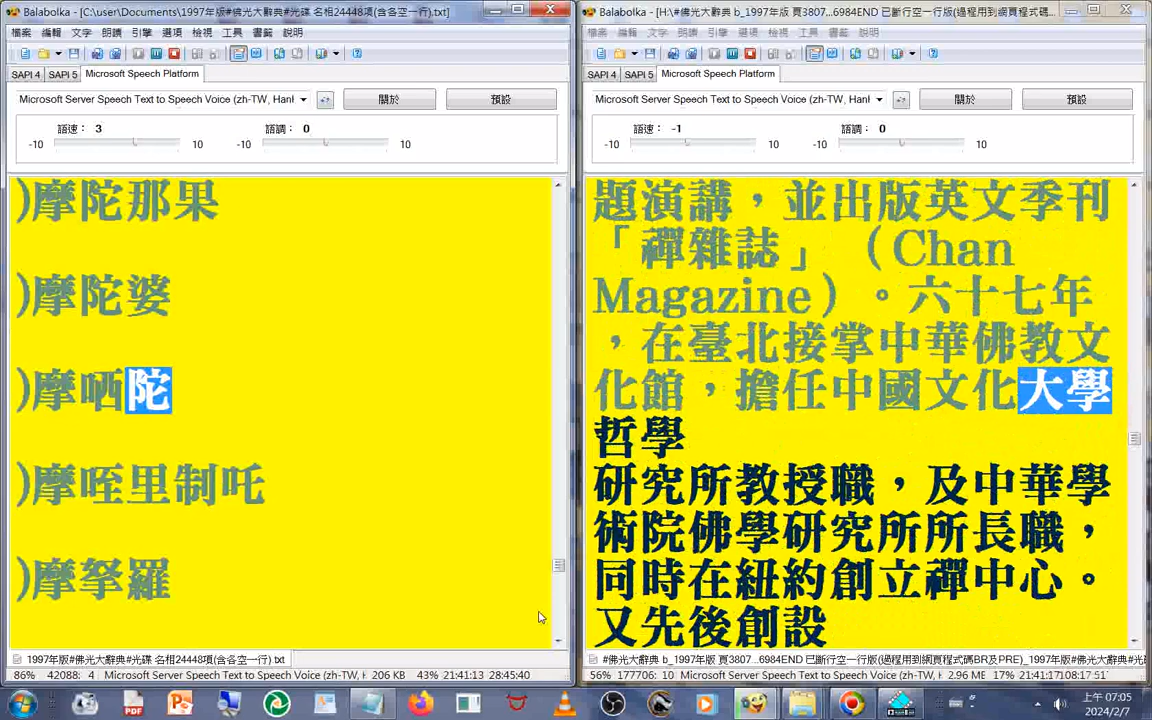 Balabolka - [C:\user\Documents\1997年版#佛光大辭典#光碟 名相24448項(含各空一行).txt]
檔案 編輯 文字 朗讀 引擎 選項 檢視 工具 書籤 說明
SAPI 4 SAPI 5 Microsoft Speech Platform
Microsoft Server Speech Text to Speech Voice (zh-TW, Hanl
關於 預設
語速： 3 語調： 0
-10 10 -10 10
)摩陀那果
)摩陀婆
)摩哂陀
)摩咥里制吒
)摩拏羅
1997年版#佛光大辭典#光碟 名相24448項(含各空一行).txt
86% 42088: 4 Microsoft Server Speech Text to Speech Voice (zh-TW, 206 KB 43% 21:41:13 28:45:40
Balabolka - [H:\#佛光大辭典 b_1997年版 頁3807...6984END 已斷行空一行版(過程用到網頁程式碼...
檔案 編輯 文字 朗讀 引擎 選項 檢視 工具 書籤 說明
SAPI 4 SAPI 5 Microsoft Speech Platform
Microsoft Server Speech Text to Speech Voice (zh-TW, Hanl
關於 預設
語速： -1 語調： 0
-10 10 -10 10
題演講，並出版英文季刊
「禪雜誌」（Chan
Magazine）。六十七年
，在臺北接掌中華佛教文
化館，擔任中國文化大學
哲學
研究所教授職，及中華學
術院佛學研究所所長職，
同時在紐約創立禪中心。
又先後創設
#佛光大辭典 b_1997年版 頁3807...6984END 已斷行空一行版(過程用到網頁程式碼BR及PRE)_1997年版#佛光大辭典#光
56% 177706: 10 Microsoft Server Speech Text to Speech Voice (zh-TW, 2.96 ME 17% 21:41:17 108:17:51
PDF
上午 07:05
2024/2/7